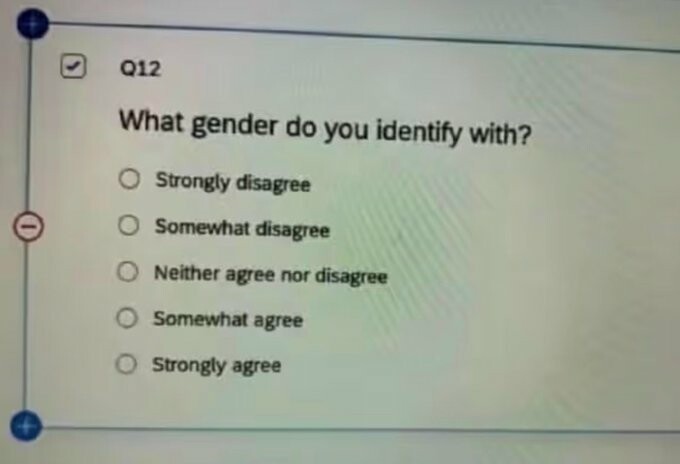 Q12
What gender do you identify with?
Strongly disagree
Somewhat disagree
Neither agree nor disagree
Somewhat agree
Strongly agree